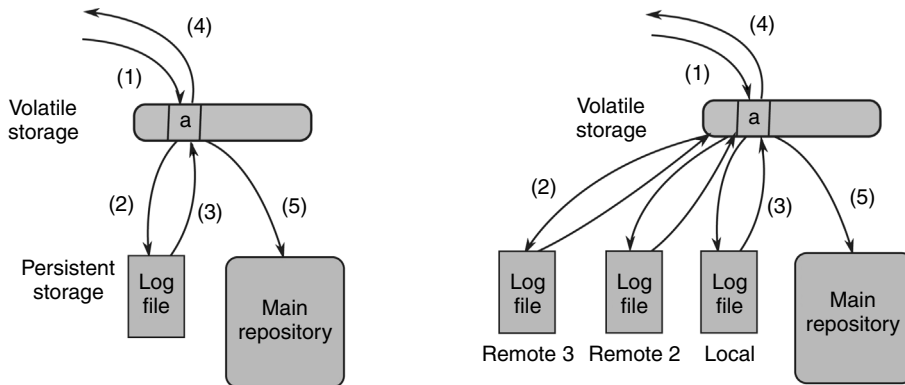 (4)
(1)
Volatile
storage
a
(2)
(3)
(5)
Persistent
storage
Log
file
Main
repository
(4)
(1)
Volatile
storage
a
(2)
(3)
(5)
Log
file
Log
file
Log
file
Main
repository
Remote 3
Remote 2
Local